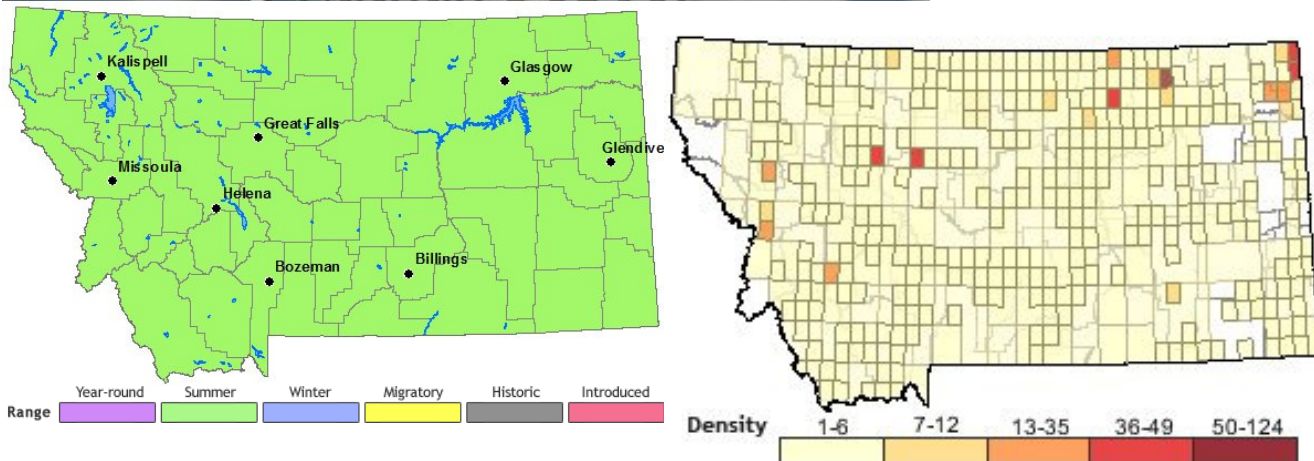 Kalispell
Glasgow
Great Falls
Glendive
Missoula
Helena
Bozeman
Billings
Year-round Summer Winter Migratory Historic Introduced
Range
Density 1-6 7-12 13-35 36-49 50-124